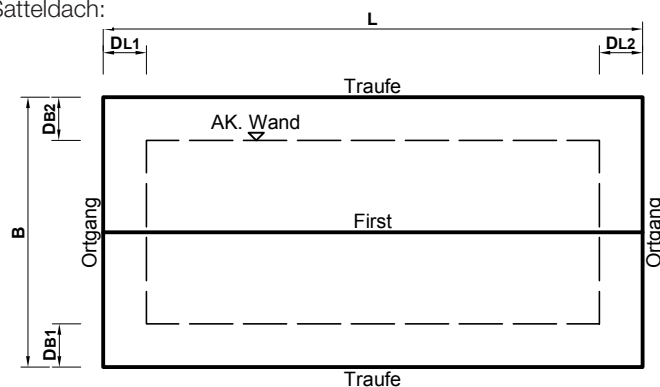 Satteldach:
L
DL1
DL2
Traufe
DB2
AK. Wand
B
Ortgang
First
Ortgang
DB1
Traufe